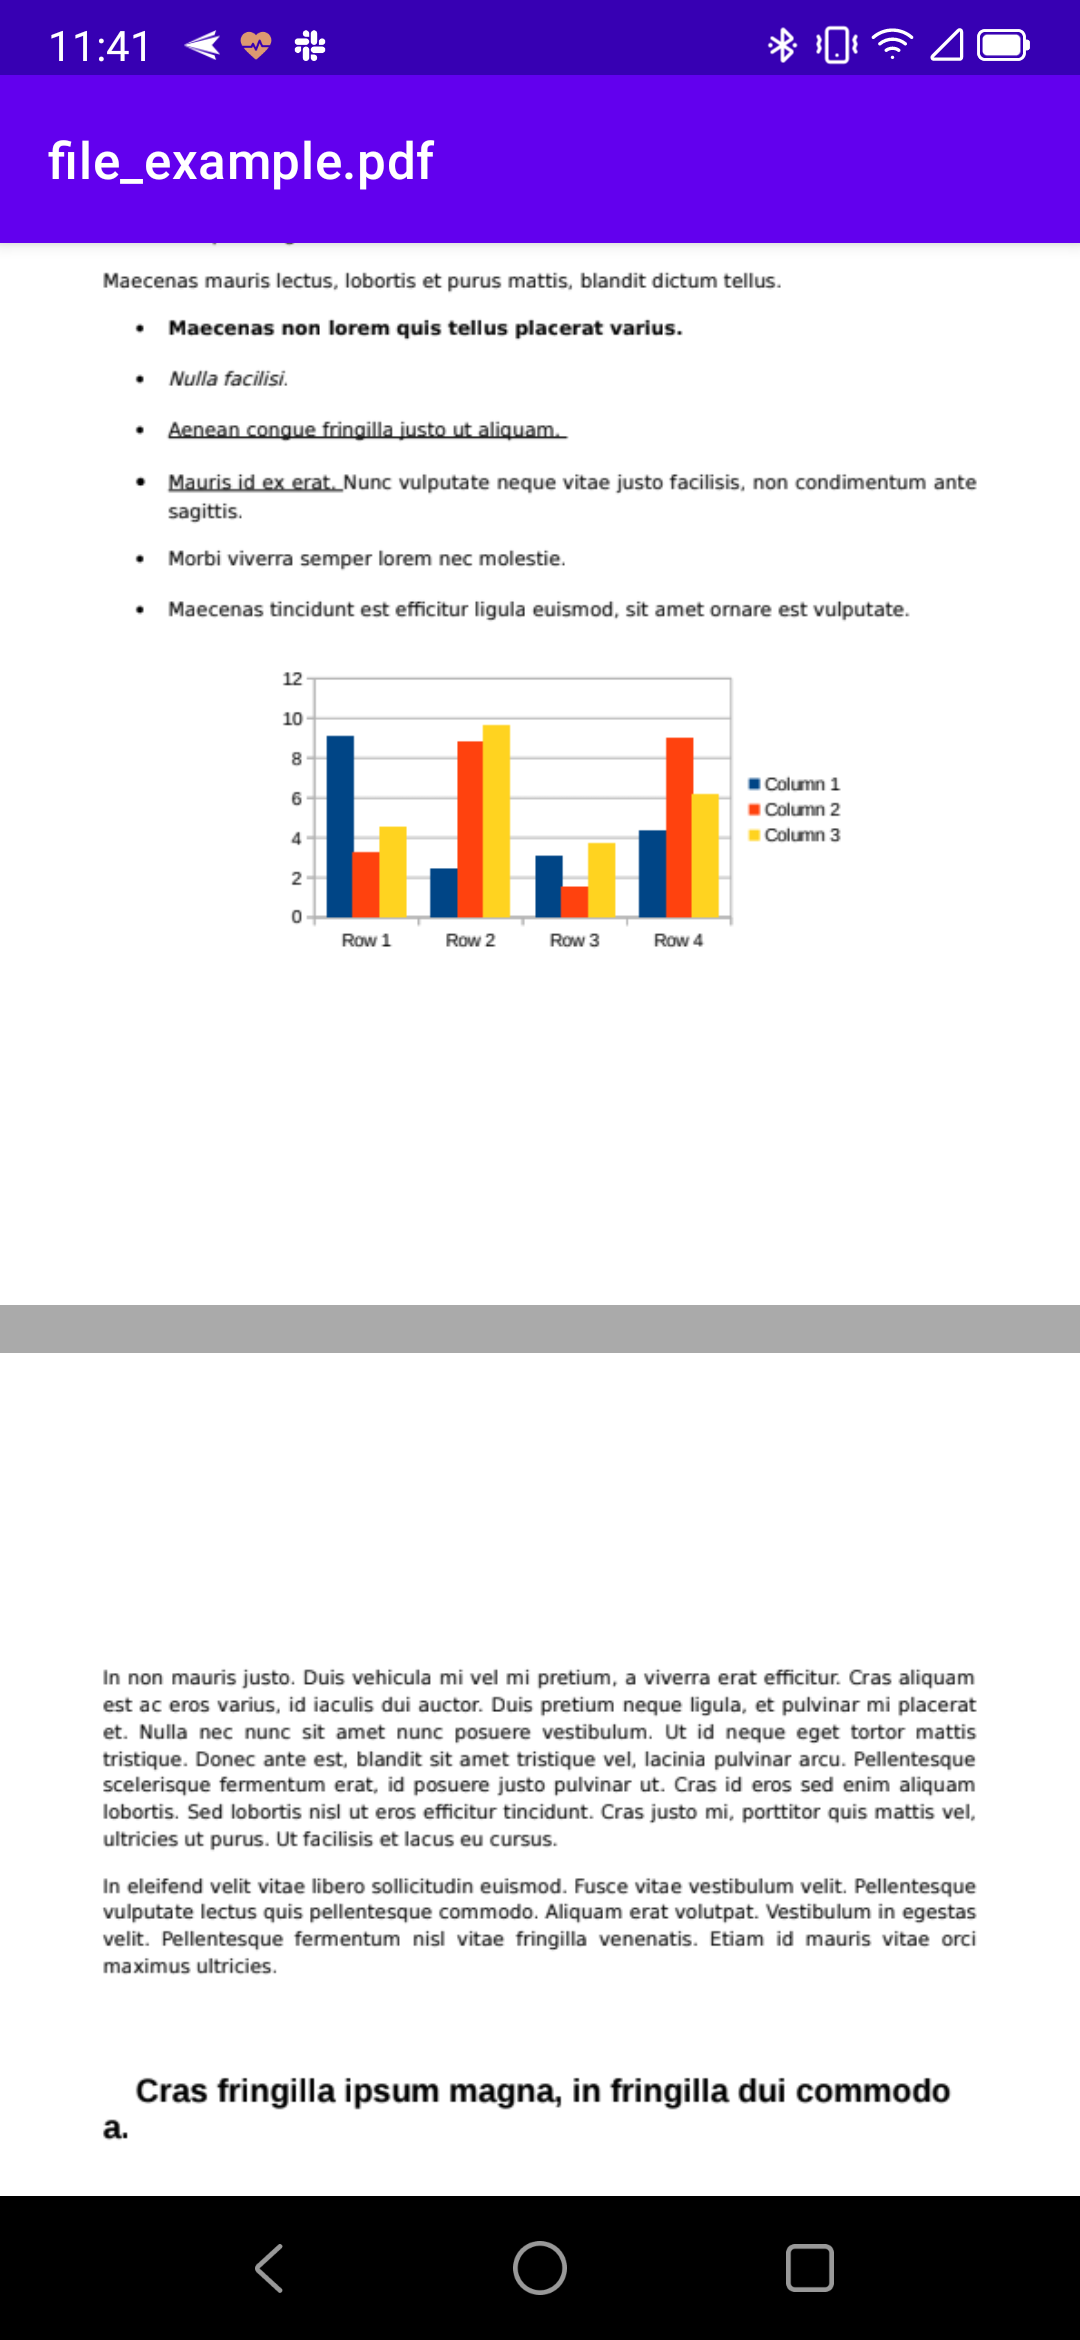 11:41
file_example.pdf
Maecenas mauris lectus, lobortis et purus mattis, blandit dictum tellus.
• Maecenas non lorem quis tellus placerat varius.
• Nulla facilisi.
• Aenean congue fringilla justo ut aliquam.
• Mauris id ex erat. Nunc vulputate neque vitae justo facilisis, non condimentum ante
sagittis.
• Morbi viverra semper lorem nec molestie.
• Maecenas tincidunt est efficitur ligula euismod, sit amet ornare est vulputate.
12
10
8
6
4
2
0
Row 1
Row 2
Row 3
Row 4
Column 1
Column 2
Column 3
In non mauris justo. Duis vehicula mi vel mi pretium, a viverra erat efficitur. Cras aliquam
est ac eros varius, id iaculis dui auctor. Duis pretium neque ligula, et pulvinar mi placerat
et. Nulla nec nunc sit amet nunc posuere vestibulum. Ut id neque eget tortor mattis
tristique. Donec ante est, blandit sit amet tristique vel, lacinia pulvinar arcu. Pellentesque
scelerisque fermentum erat, id posuere justo pulvinar ut. Cras id eros sed enim aliquam
lobortis. Sed lobortis nisl ut eros efficitur tincidunt. Cras justo mi, porttitor quis mattis vel,
ultricies ut purus. Ut facilisis et lacus eu cursus.
In eleifend velit vitae libero sollicitudin euismod. Fusce vitae vestibulum velit. Pellentesque
vulputate lectus quis pellentesque commodo. Aliquam erat volutpat. Vestibulum in egestas
velit. Pellentesque fermentum nisl vitae fringilla venenatis. Etiam id mauris vitae orci
maximus ultricies.
Cras fringilla ipsum magna, in fringilla dui commodo
a.